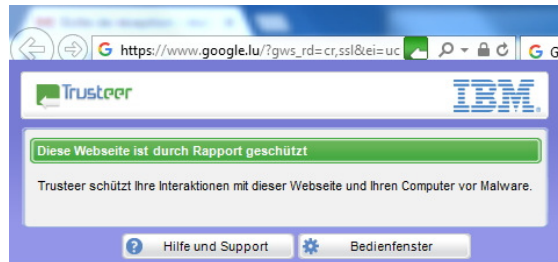 https://www.google.lu/?gws_rd=cr,ssl&ei=uc
G
Trusteer
IBM
Diese Webseite ist durch Rapport geschützt
Trusteer schützt Ihre Interaktionen mit dieser Webseite und Ihren Computer vor Malware.
Hilfe und Support
Bedienfenster